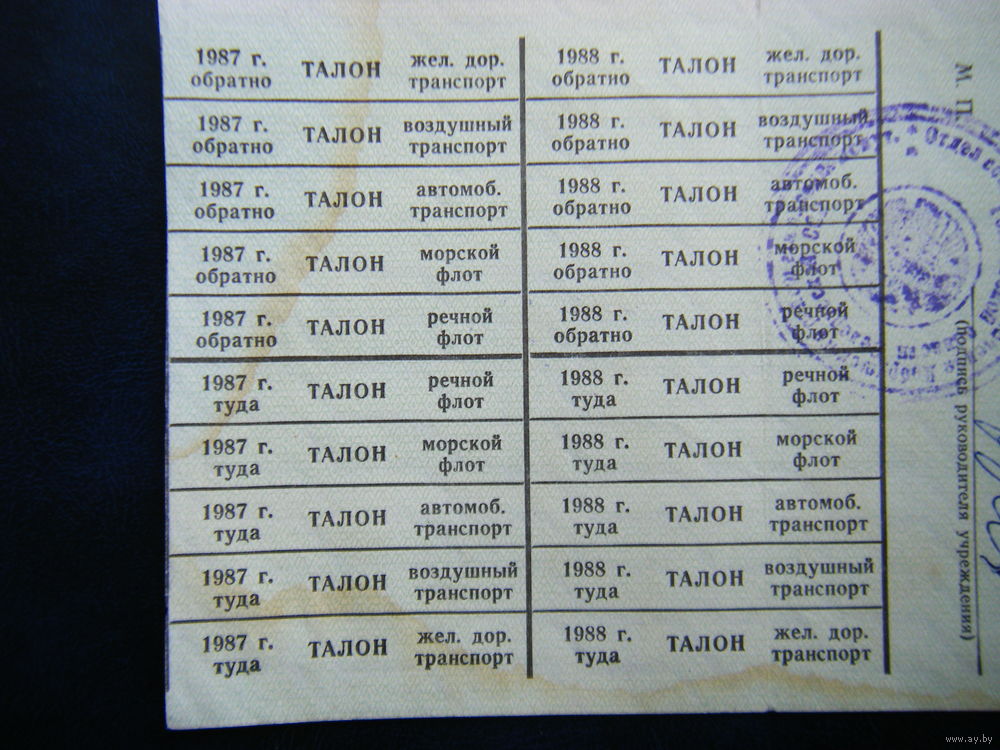 1987 г. обратно ТАЛОН жел. дор. транспорт
1988 г. обратно ТАЛОН жел. дор. транспорт
1987 г. обратно ТАЛОН воздушный транспорт
1988 г. обратно ТАЛОН воздушный транспорт
1987 г. обратно ТАЛОН автомоб. транспорт
1988 г. обратно ТАЛОН автомоб. транспорт
1987 г. обратно ТАЛОН морской флот
1988 г. обратно ТАЛОН морской флот
1987 г. обратно ТАЛОН речной флот
1988 г. обратно ТАЛОН речной флот
1987 г. туда ТАЛОН речной флот
1988 г. туда ТАЛОН речной флот
1987 г. туда ТАЛОН морской флот
1988 г. туда ТАЛОН морской флот
1987 г. туда ТАЛОН автомоб. транспорт
1988 г. туда ТАЛОН автомоб. транспорт
1987 г. туда ТАЛОН воздушный транспорт
1988 г. туда ТАЛОН воздушный транспорт
1987 г. туда ТАЛОН жел. дор. транспорт
1988 г. туда ТАЛОН жел. дор. транспорт
М. П.
(подпись руководителя учреждения)
Отдел
www.ay.by